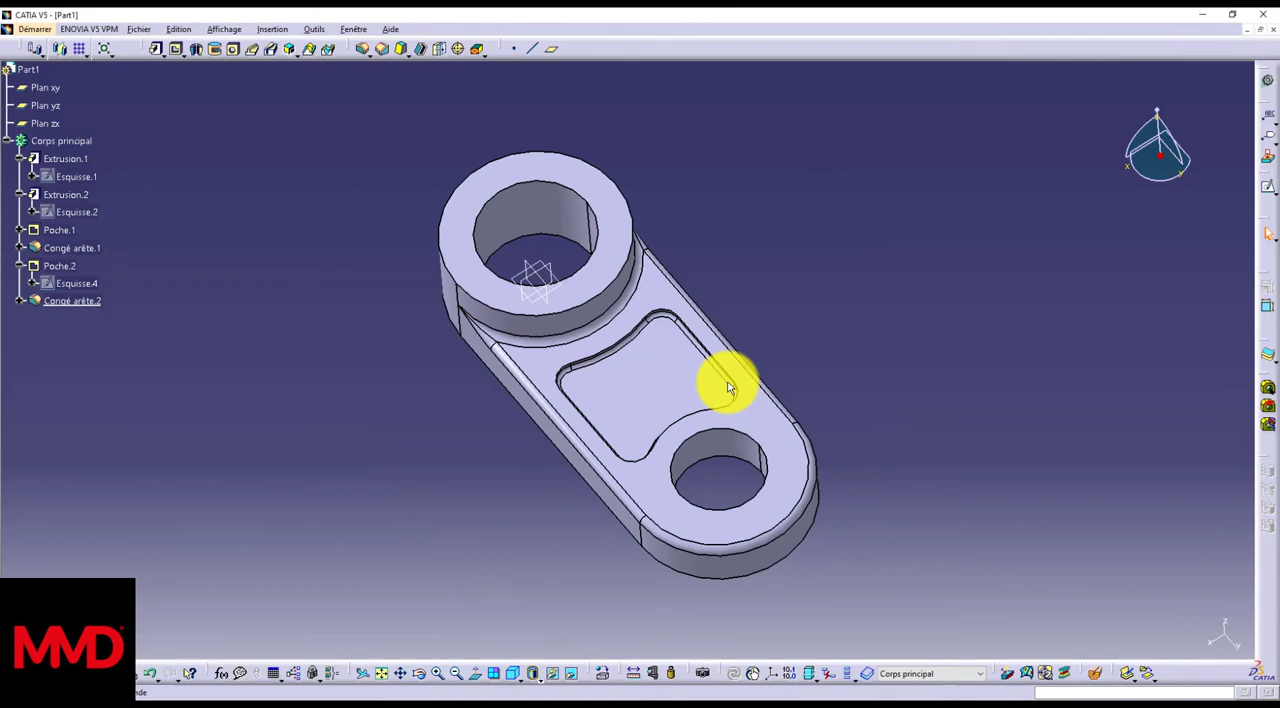 CATIA V5 - [Part1]
Démarrer ENOVIA V5 VPM Fichier Edition Affichage Insertion Outils Fenêtre Aide
Part1
Plan xy
Plan yz
Plan zx
Corps principal
Extrusion.1
Esquisse.1
Extrusion.2
Esquisse.2
Poche.1
Congé arête.1
Poche.2
Esquisse.4
Congé arête.2
x
y
z
x
y
MMD
Corps principal
nde
CATIA